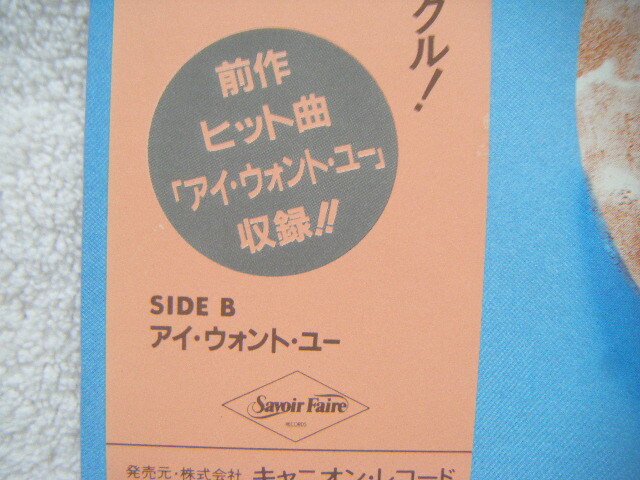 クル!
前作
ヒット曲
「アイ・ウォント・ユー」
収録!!
SIDE B
アイ・ウォント・ユー
Savoir Faire
RECORDS
発売元・株式会社 キャニオン・レコード